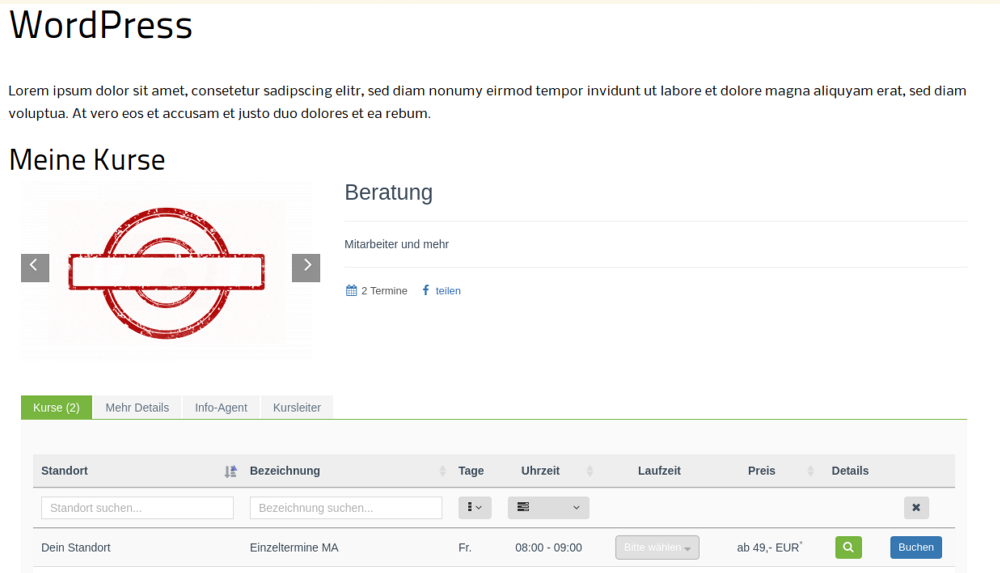 WordPress
Lorem ipsum dolor sit amet, consetetur sadipscing elitr, sed diam nonumy eirmod tempor invidunt ut labore et dolore magna aliquyam erat, sed diam
voluptua. At vero eos et accusam et justo duo dolores et ea rebum.
Meine Kurse
Beratung
Mitarbeiter und mehr
2 Termine teilen
Kurse (2) Mehr Details Info-Agent Kursleiter
Standort Bezeichnung Tage Uhrzeit Laufzeit Preis Details
Standort suchen... Bezeichnung suchen...
Dein Standort Einzeltermine MA Fr. 08:00 - 09:00 Bitte wählen ab 49,- EUR* Buchen